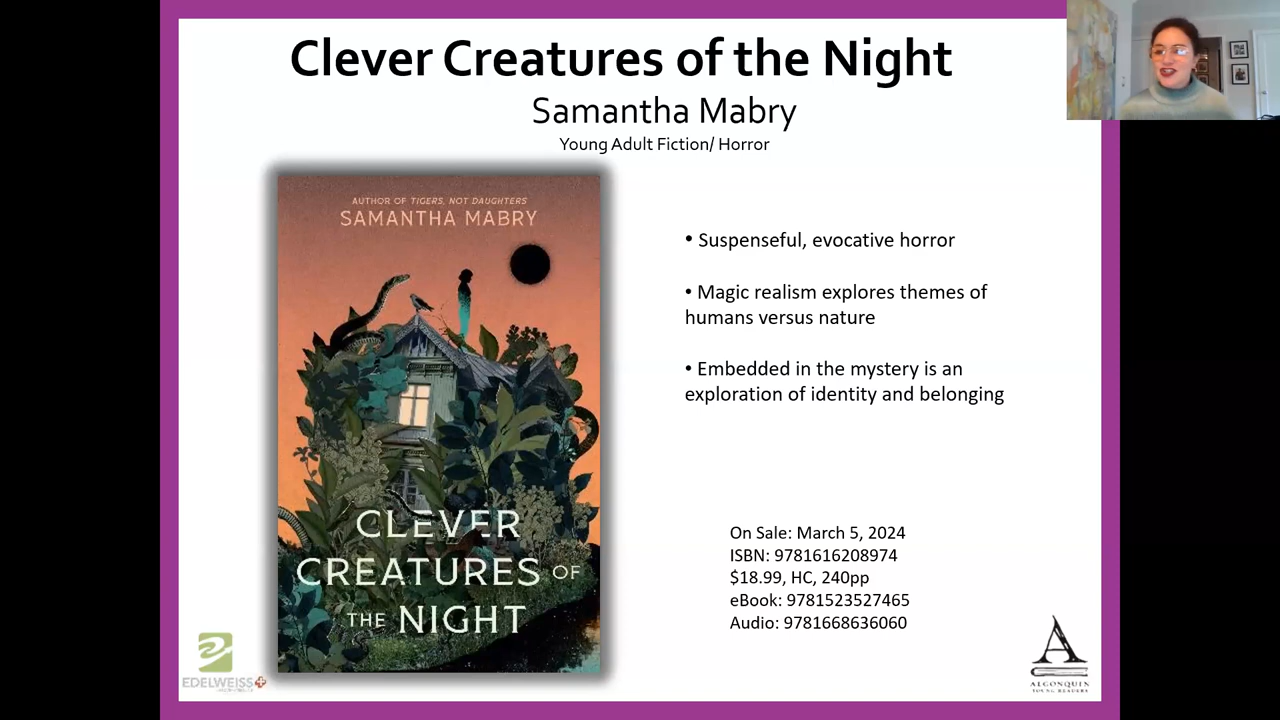 Clever Creatures of the Night
Samantha Mabry
Young Adult Fiction/ Horror
AUTHOR OF TIGERS, NOT DAUGHTERS
SAMANTHA MABRY
CLEVER
CREATURES OF
THE NIGHT
• Suspenseful, evocative horror
• Magic realism explores themes of
humans versus nature
• Embedded in the mystery is an
exploration of identity and belonging
On Sale: March 5, 2024
ISBN: 9781616208974
$18.99, HC, 240pp
eBook: 9781523527465
Audio: 9781668636060
EDELWEISS+
A
ALGONQUIN
YOUNG READERS